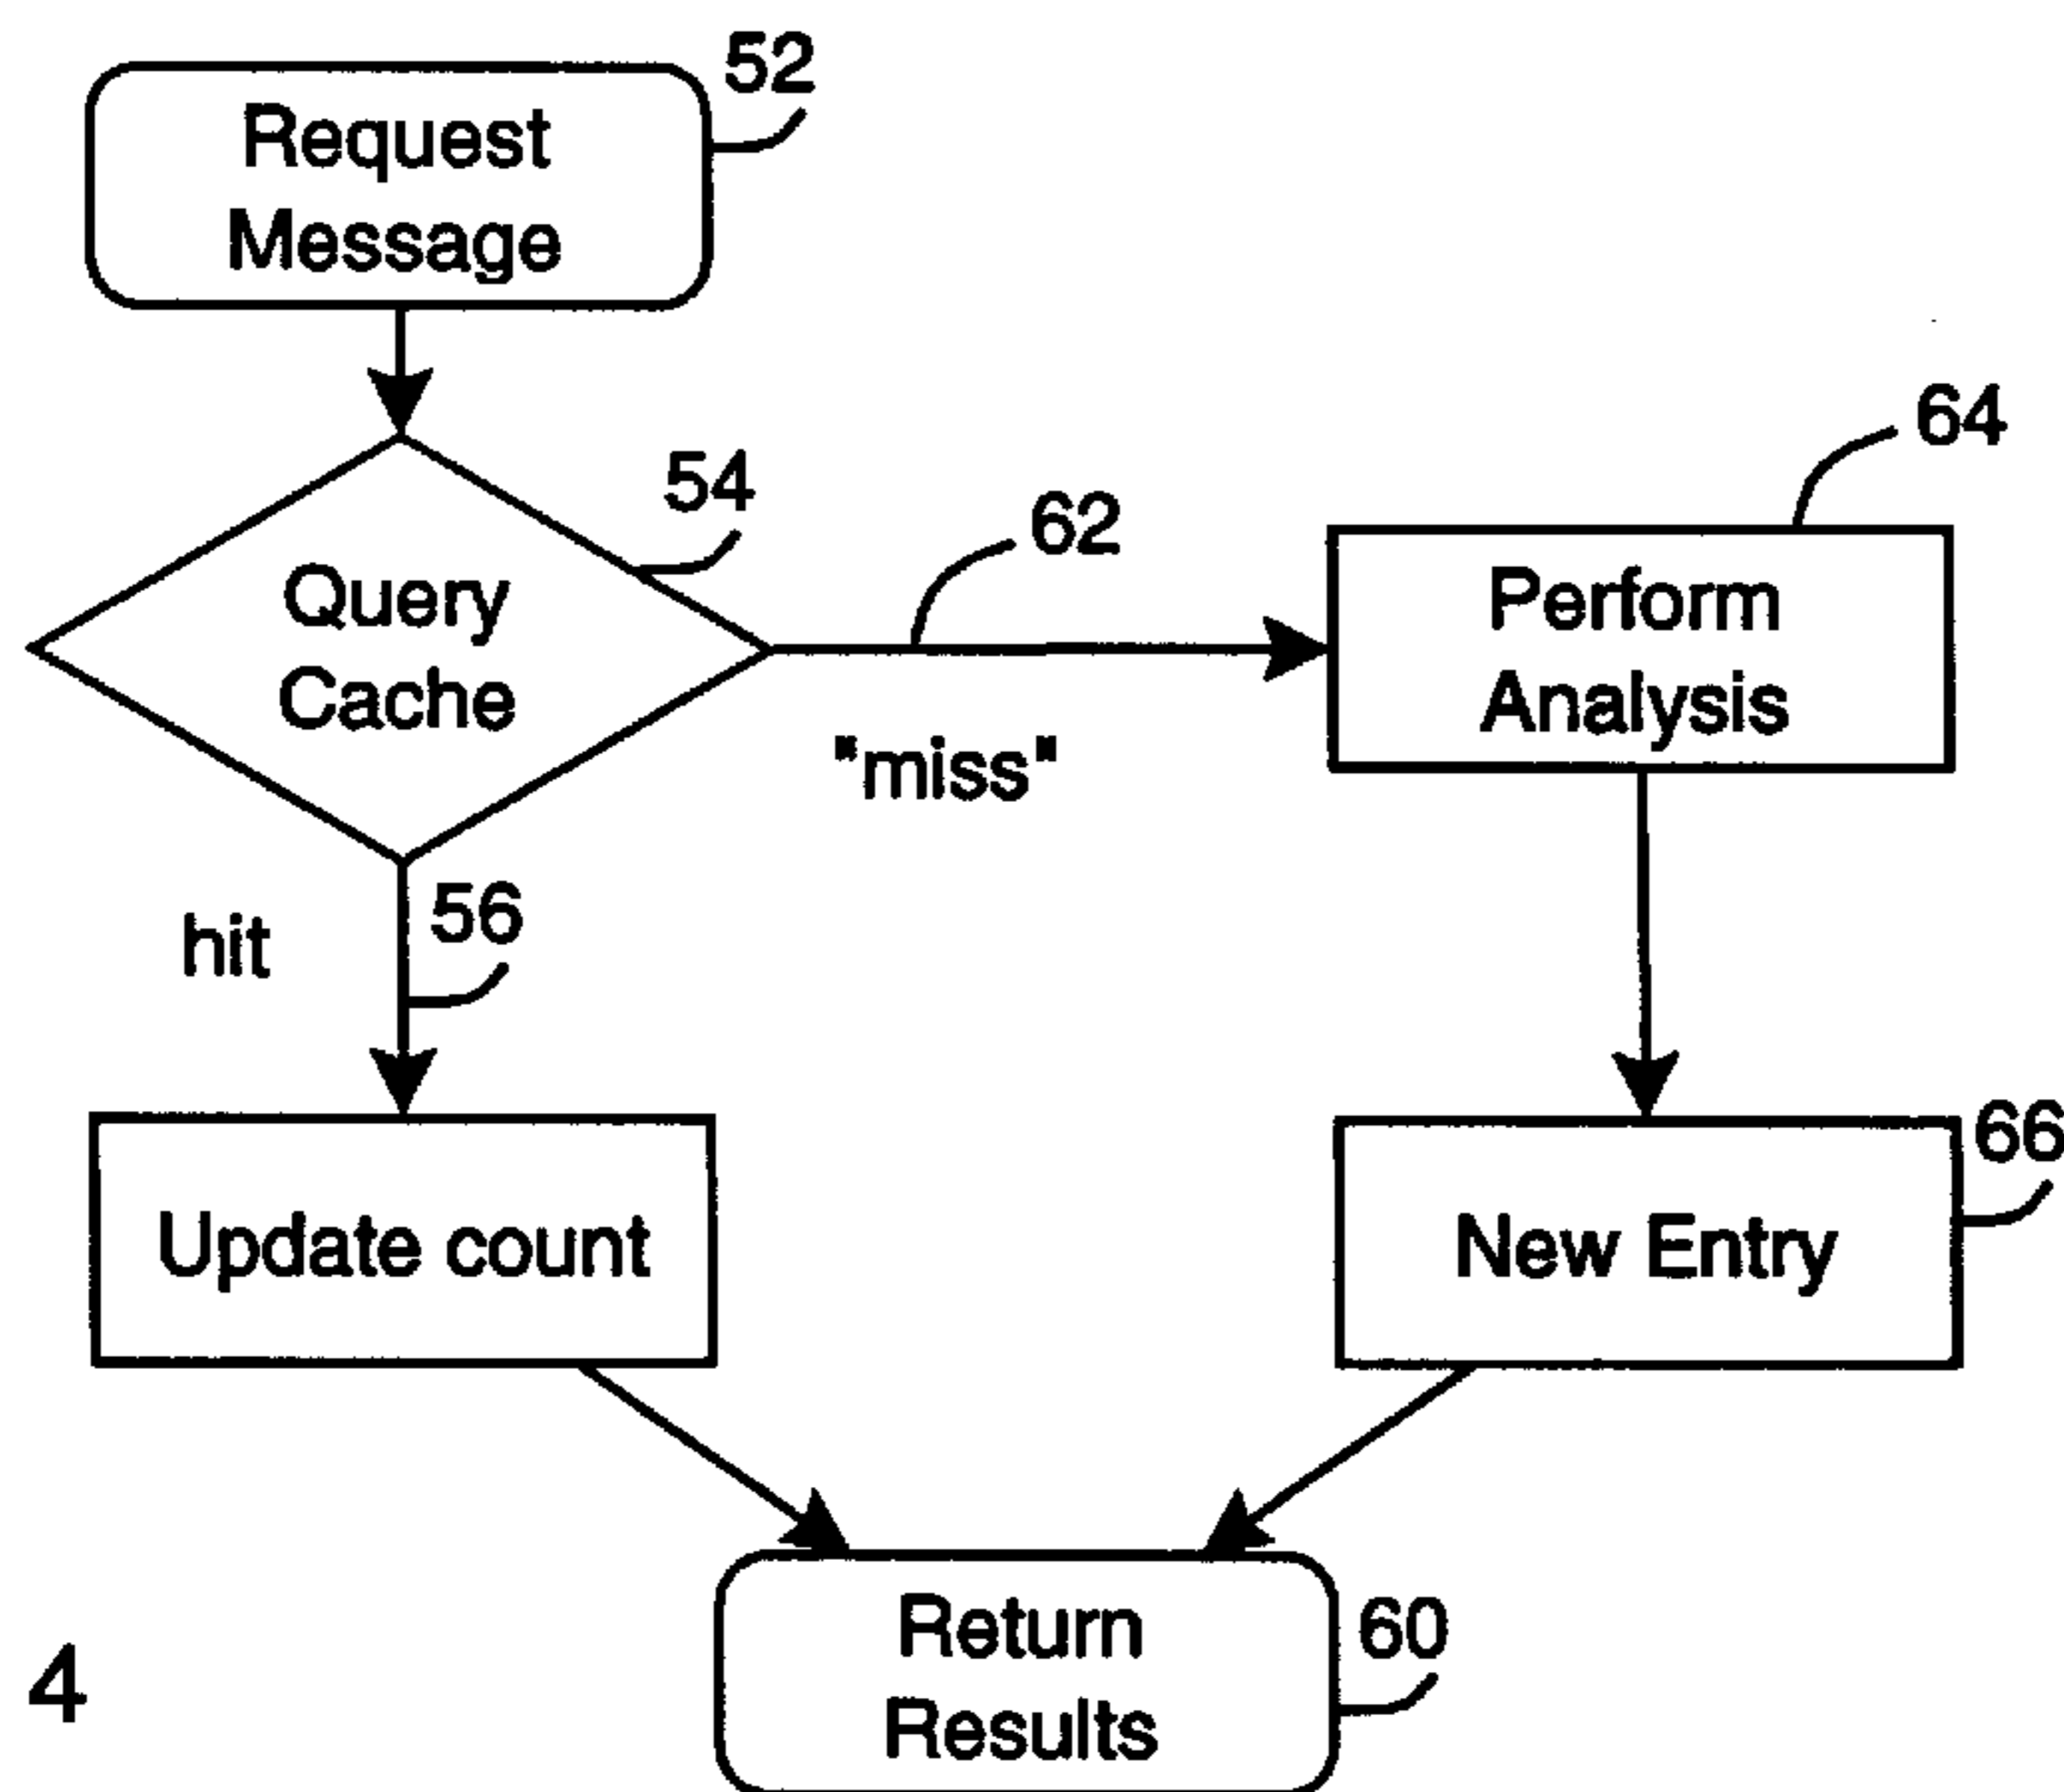 52
Request
Message
54
62
64
Query
Cache
Perform
Analysis
"miss"
hit
56
66
Update count
New Entry
60
Return
Results
4